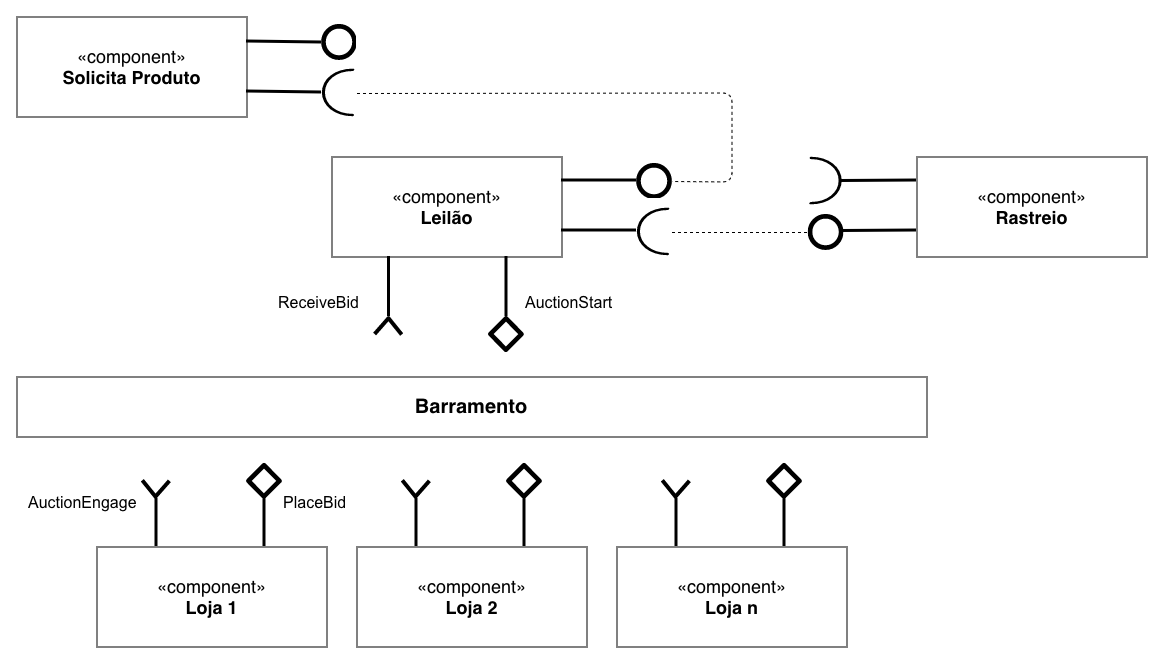 «component»
Solicita Produto
«component»
Leilão
«component»
Rastreio
ReceiveBid
AuctionStart
Barramento
AuctionEngage
PlaceBid
«component»
Loja 1
«component»
Loja 2
«component»
Loja n